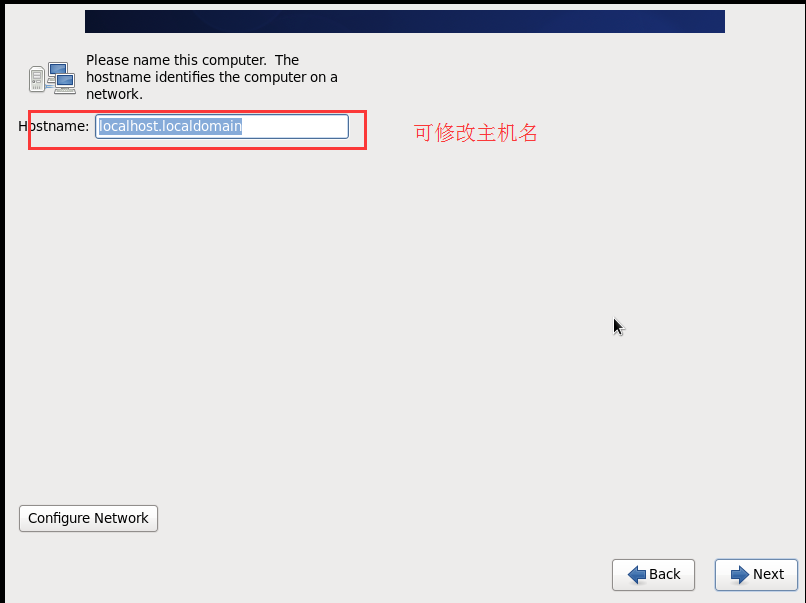 Please name this computer. The
hostname identifies the computer on a
network.
Hostname: localhost.localdomain
可修改主机名
Configure Network
Back
Next